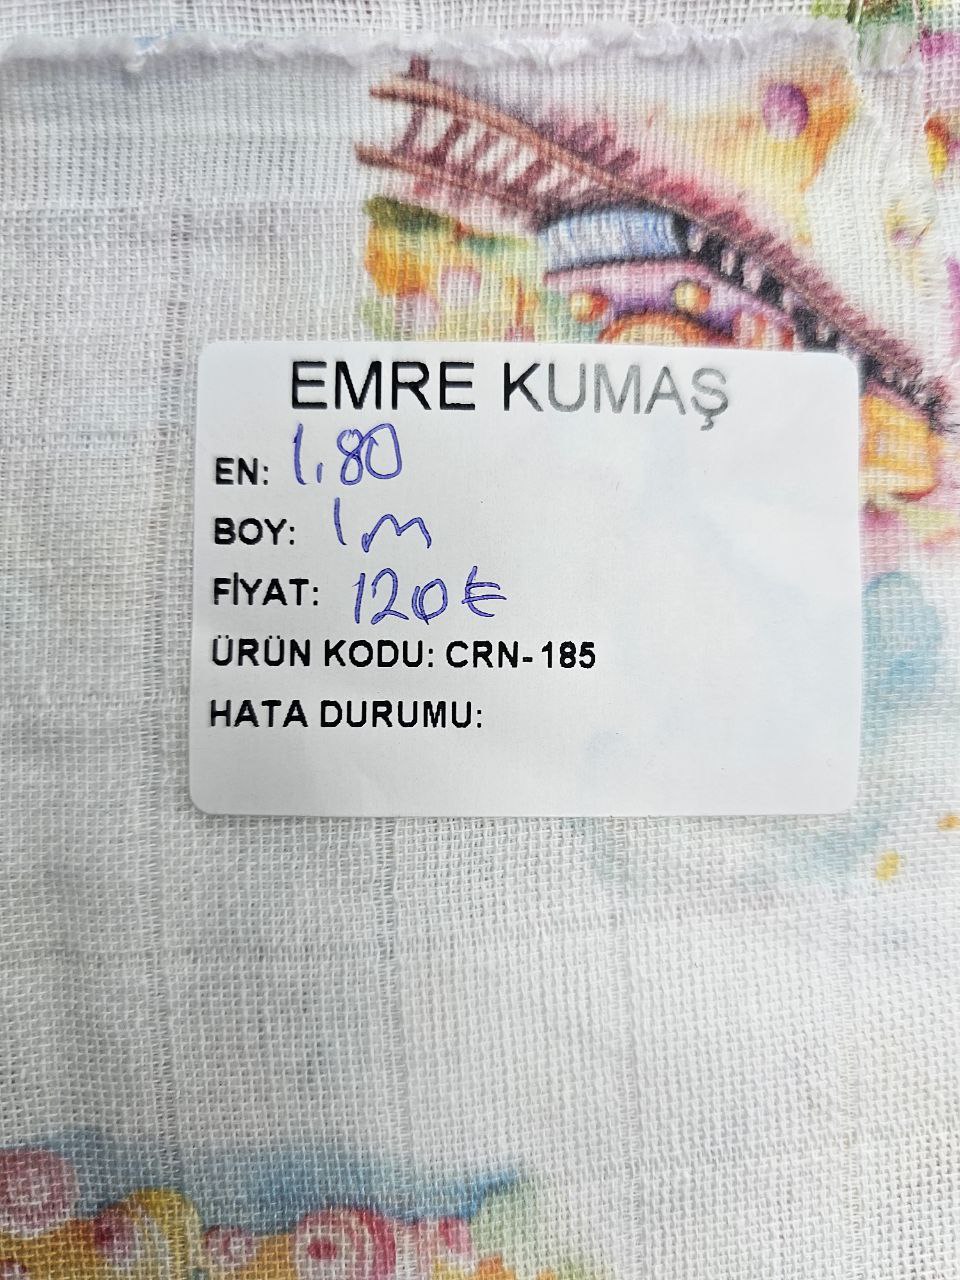 EMRE KUMAŞ
EN: 1.80
BOY: 1m
FİYAT: 120₺
ÜRÜN KODU: CRN-185
HATA DURUMU: